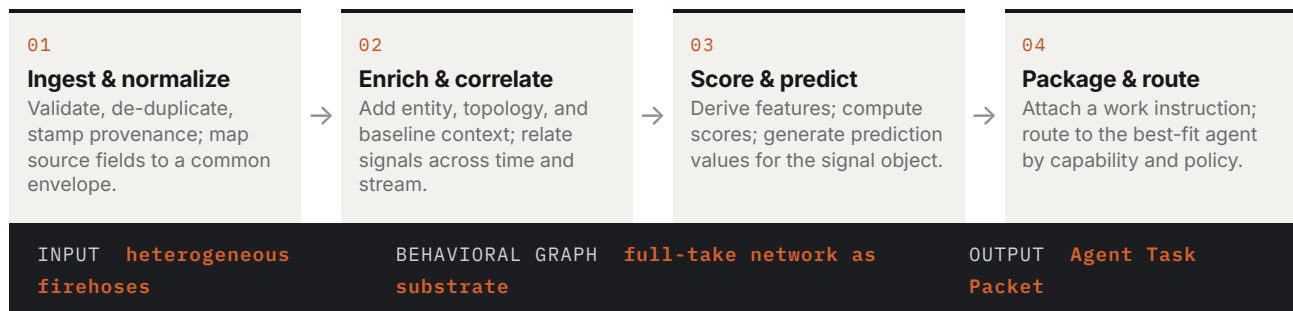 01
Ingest & normalize
Validate, de-duplicate,
stamp provenance; map
source fields to a common
envelope.
→
02
Enrich & correlate
Add entity, topology, and
baseline context; relate
signals across time and
stream.
→
03
Score & predict
Derive features; compute
scores; generate prediction
values for the signal object.
→
04
Package & route
Attach a work instruction;
route to the best-fit agent
by capability and policy.
INPUT heterogeneous
firehoses
BEHAVIORAL GRAPH full-take network as
substrate
OUTPUT Agent Task
Packet